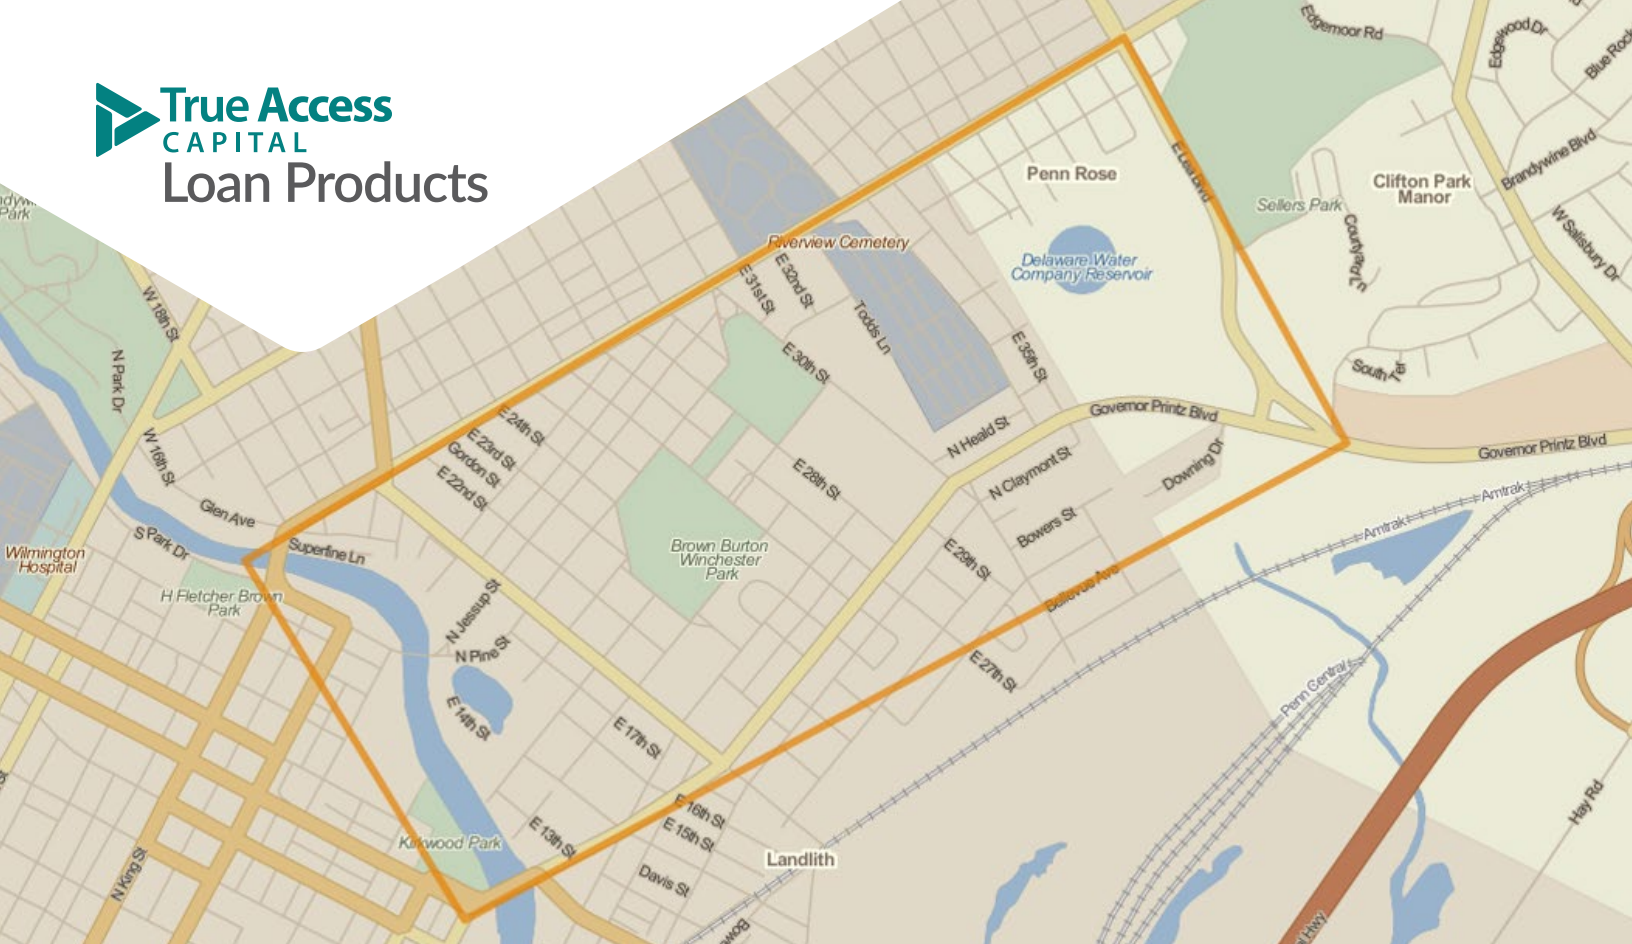 True Access
CAPITAL
Loan Products
Edgemoor Rd
Edgewood Dr
Blue Rock
Brandywine Blvd
Penn Rose
E Lea Blvd
Clifton Park
Manor
Sellers Park
Park
W Salisbury Dr
Courtyard Ln
Riverview Cemetery
Delaware Water
Company Reservoir
E 31st St
E 32nd St
W 18th St
Todds Ln
E 35th St
E 30th St
N Park Dr
South Ter
Governor Printz Blvd
E 24th St
E 23rd St
Gordon St
E 22nd St
N Heald St
Governor Printz Blvd
W 16th St
E 28th St
N Claymont St
Downing Dr
Amtrak
Glen Ave
Bowers St
Amtrak
S Park Dr
Superfine Ln
Wilmington
Hospital
Brown Burton
Winchester
Park
E 29th St
Bellevue Ave
H Fletcher Brown
Park
N Jessup St
N Pine St
E 27th St
Penn Central
E 14th St
E 17th St
E 16th St
E 15th St
E 13th St
Kirkwood Park
Hay Rd
Landlith
N King St
Davis St
Hwy